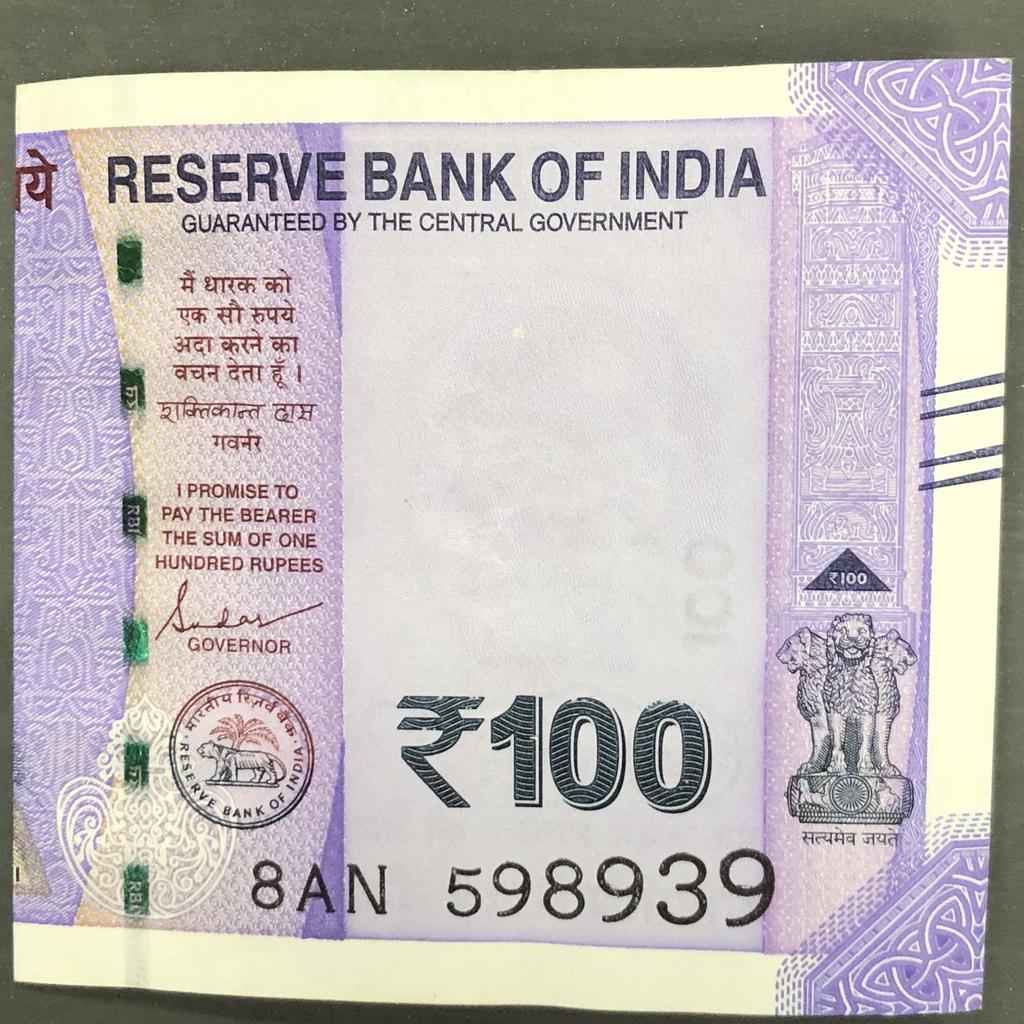 RESERVE BANK OF INDIA
GUARANTEED BY THE CENTRAL GOVERNMENT
मैं धारक को
एक सौ रुपये
अदा करने का
वचन देता हूँ ।
शक्तिकान्त दास
गवर्नर
I PROMISE TO
PAY THE BEARER
THE SUM OF ONE
HUNDRED RUPEES
GOVERNOR
RBI
भारतीय रिज़र्व बैंक
RESERVE BANK OF INDIA
₹100
100
₹100
सत्यमेव जयते
RBI
8AN 598939